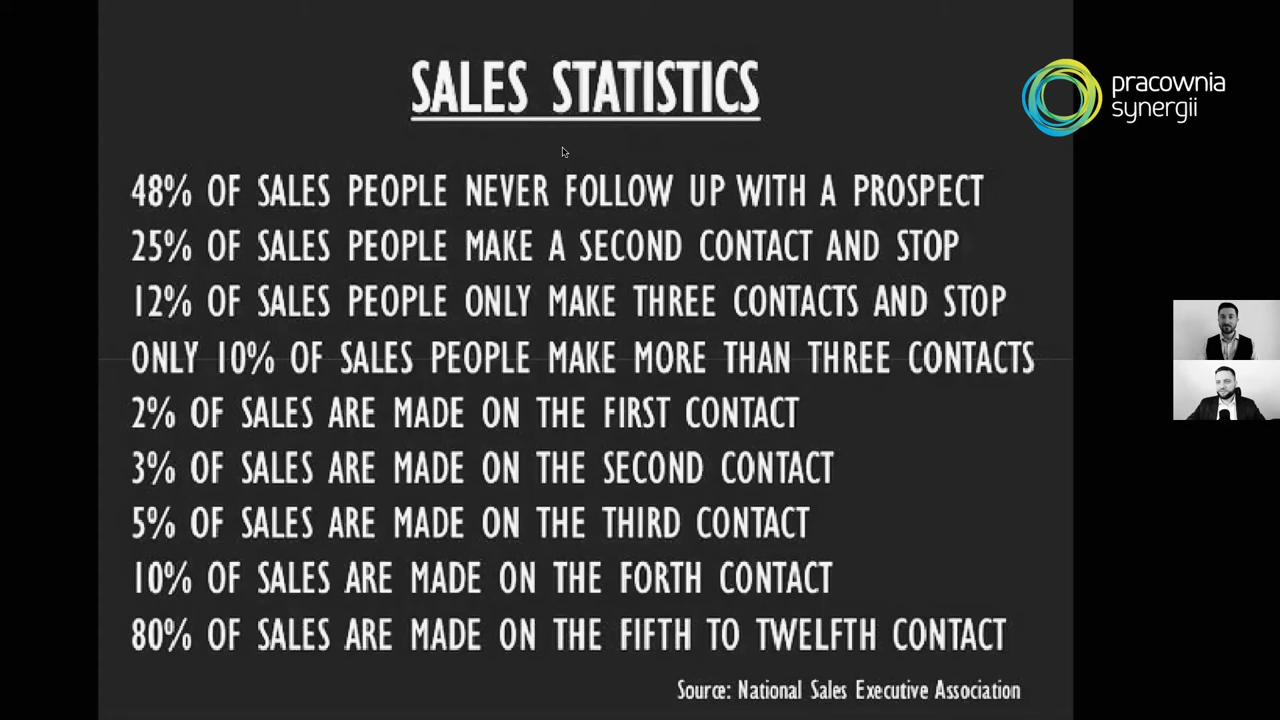 SALES STATISTICS
pracownia
synergii
48% OF SALES PEOPLE NEVER FOLLOW UP WITH A PROSPECT
25% OF SALES PEOPLE MAKE A SECOND CONTACT AND STOP
12% OF SALES PEOPLE ONLY MAKE THREE CONTACTS AND STOP
ONLY 10% OF SALES PEOPLE MAKE MORE THAN THREE CONTACTS
2% OF SALES ARE MADE ON THE FIRST CONTACT
3% OF SALES ARE MADE ON THE SECOND CONTACT
5% OF SALES ARE MADE ON THE THIRD CONTACT
10% OF SALES ARE MADE ON THE FORTH CONTACT
80% OF SALES ARE MADE ON THE FIFTH TO TWELFTH CONTACT
Source: National Sales Executive Association